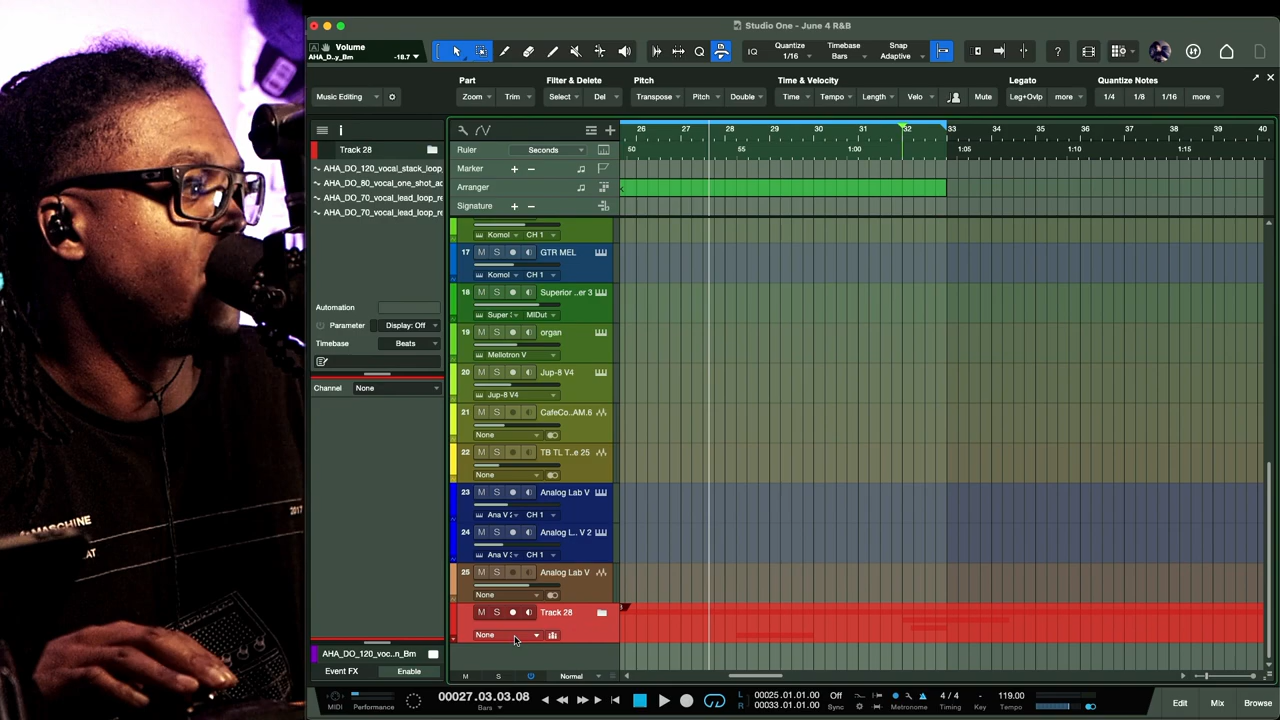 Studio One - June 4 R&B
Volume
AHA_D..y_Bm
-18.7
IQ
Quantize
1/16
Timebase
Bars
Snap
Adaptive
?
Part
Filter & Delete
Pitch
Time & Velocity
Legato
Quantize Notes
Music Editing
Zoom
Trim
Select
Del
Transpose
Pitch
Double
Time
Tempo
Length
Velo
Mute
Leg+Ovlp
more
1/4
1/8
1/16
more
i
Track 28
AHA_DO_120_vocal_stack_loop
AHA_DO_80_vocal_one_shot_ac
AHA_DO_70_vocal_lead_loop_re
AHA_DO_70_vocal_lead_loop_re
Automation
Parameter
Display: Off
Timebase
Beats
Channel
None
AHA_DO_120_voc..n_Bm
Event FX
Enable
26 27 28 29 30 31 32 33 34 35 36 37 38 39 40
50 55 1:00 1:05 1:10 1:15
Ruler
Seconds
Marker + −
Arranger
Signature + −
Komol CH 1
17 M S GTR MEL
Komol CH 1
18 M S Superior ..er 3
Super MIDut
19 M S organ
Mellotron V
20 M S Jup-8 V4
Jup-8 V4
21 M S CafeCo..AM.6
None
22 M S TB TL T..e 25
None
23 M S Analog Lab V
Ana V CH 1
24 M S Analog L.. V 2
Ana V CH 1
25 M S Analog Lab V
None
M S Track 28
None
M S Normal
MASCHINE
2017
MIDI
Performance
00027.03.03.08
Bars
L 00025.01.01.00
R 00033.01.01.00
Off
Sync
Metronome
4 / 4
Timing
-
Key
119.00
Tempo
Edit
Mix
Browse